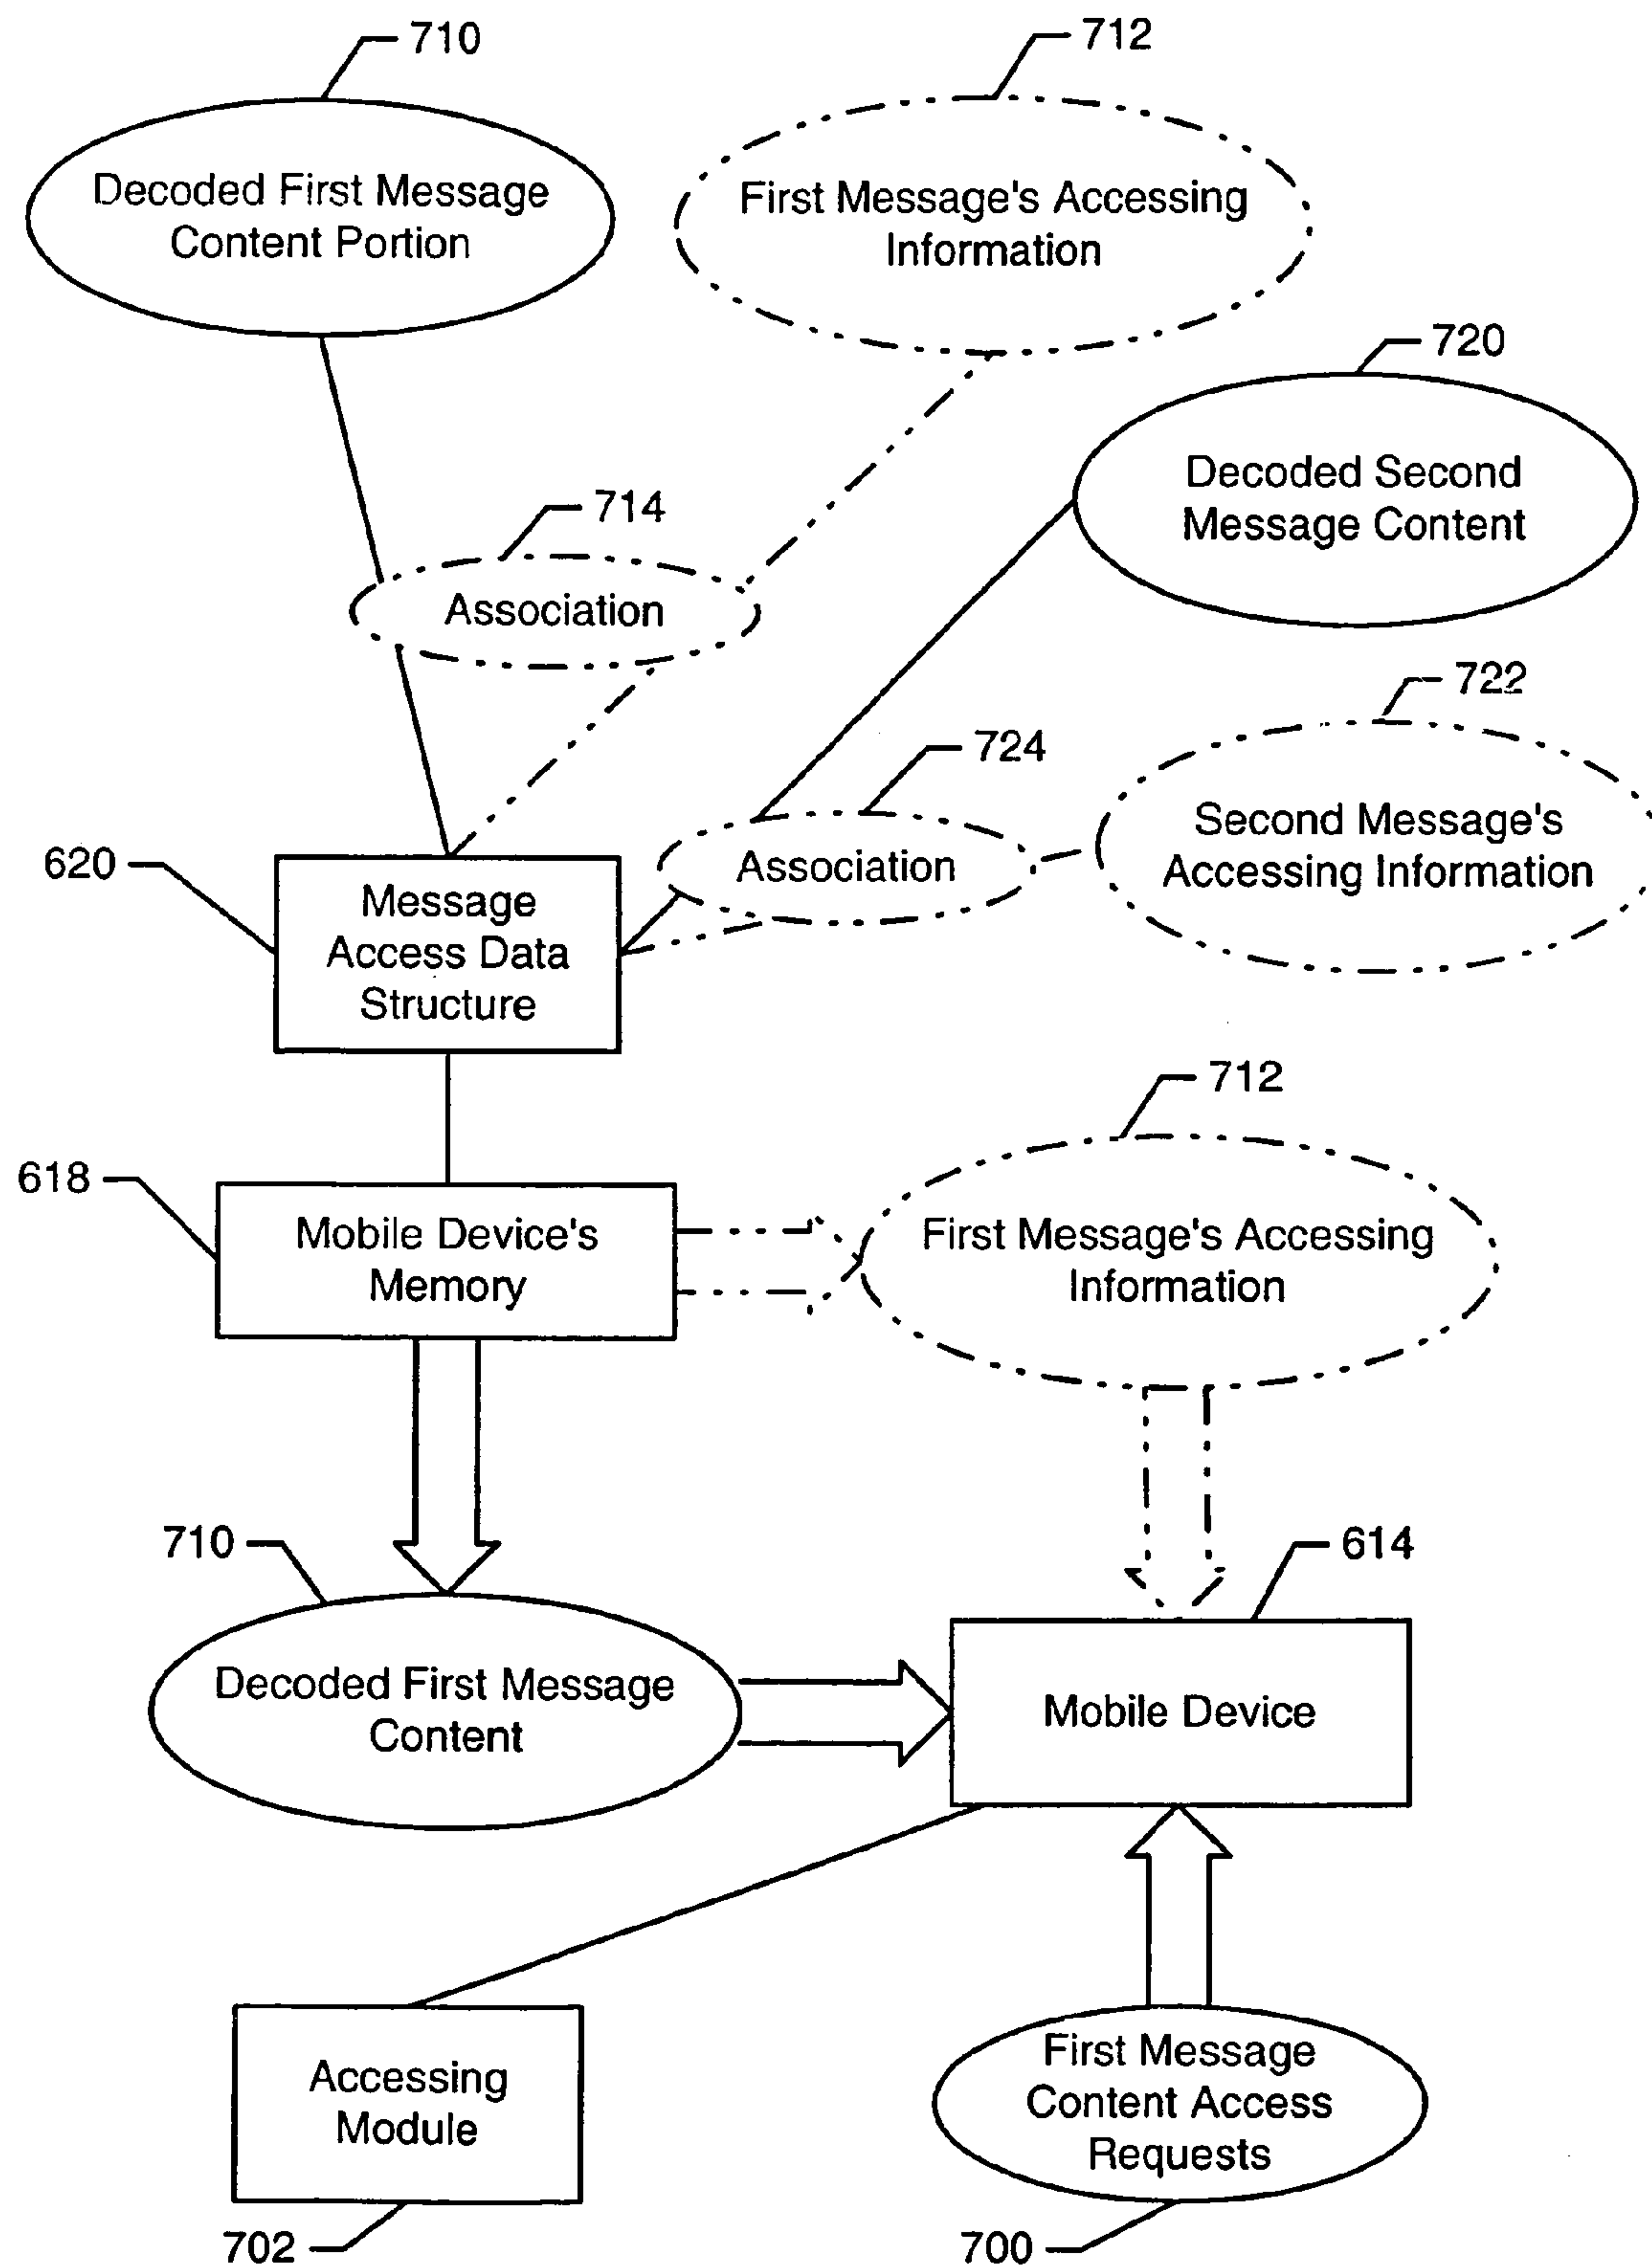 710
712
Decoded First Message
Content Portion
First Message's Accessing
Information
720
Decoded Second
Message Content
714
Association
722
724
Second Message's
Accessing Information
Association
620
Message
Access Data
Structure
712
618
Mobile Device's
Memory
First Message's Accessing
Information
710
614
Decoded First Message
Content
Mobile Device
Accessing
Module
First Message
Content Access
Requests
702
700